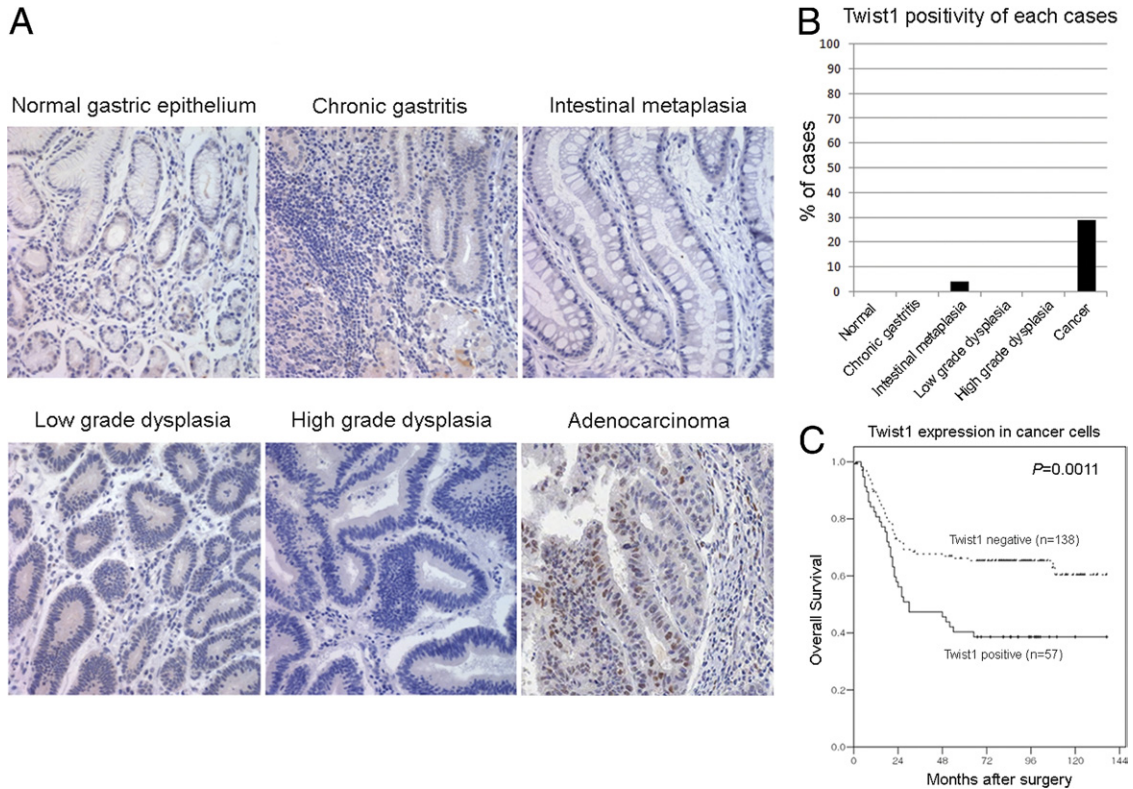 A
Normal gastric epithelium
Chronic gastritis
Intestinal metaplasia
Low grade dysplasia
High grade dysplasia
Adenocarcinoma
B
Twist1 positivity of each cases
% of cases
100
90
80
70
60
50
40
30
20
10
0
Normal
Chronic gastritis
Intestinal metaplasia
Low grade dysplasia
High grade dysplasia
Cancer
C
Twist1 expression in cancer cells
P=0.0011
Twist1 negative (n=138)
Twist1 positive (n=57)
Overall Survival
1.0
0.8
0.6
0.4
0.2
0.0
0 24 48 72 96 120 144
Months after surgery